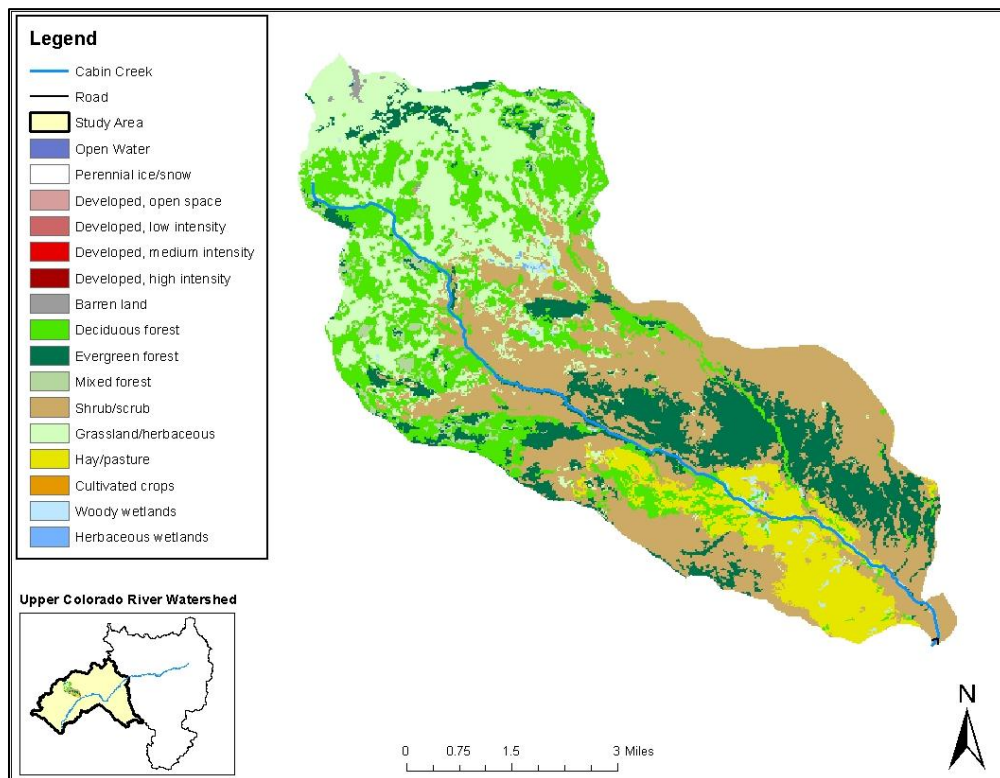 Legend
Cabin Creek
Road
Study Area
Open Water
Perennial ice/snow
Developed, open space
Developed, low intensity
Developed, medium intensity
Developed, high intensity
Barren land
Deciduous forest
Evergreen forest
Mixed forest
Shrub/scrub
Grassland/herbaceous
Hay/pasture
Cultivated crops
Woody wetlands
Herbaceous wetlands
Upper Colorado River Watershed
0 0.75 1.5 3 Miles
N